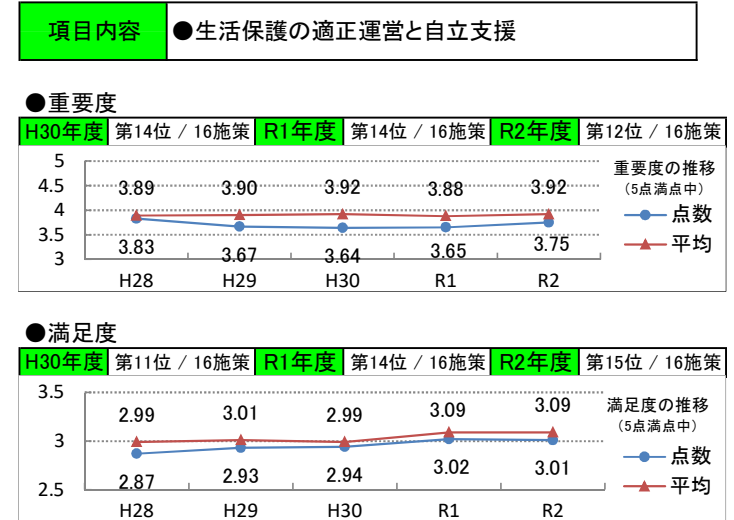 項目内容 ●生活保護の適正運営と自立支援
●重要度
H30年度 第14位 / 16施策 R1年度 第14位 / 16施策 R2年度 第12位 / 16施策
重要度の推移
(5点満点中)
点数
平均
5
4.5
4
3.5
3
3.89 3.90 3.92 3.88 3.92
3.83 3.67 3.64 3.65 3.75
H28 H29 H30 R1 R2
●満足度
H30年度 第11位 / 16施策 R1年度 第14位 / 16施策 R2年度 第15位 / 16施策
満足度の推移
(5点満点中)
点数
平均
3.5
3
2.5
2.99 3.01 2.99 3.09 3.09
2.87 2.93 2.94 3.02 3.01
H28 H29 H30 R1 R2